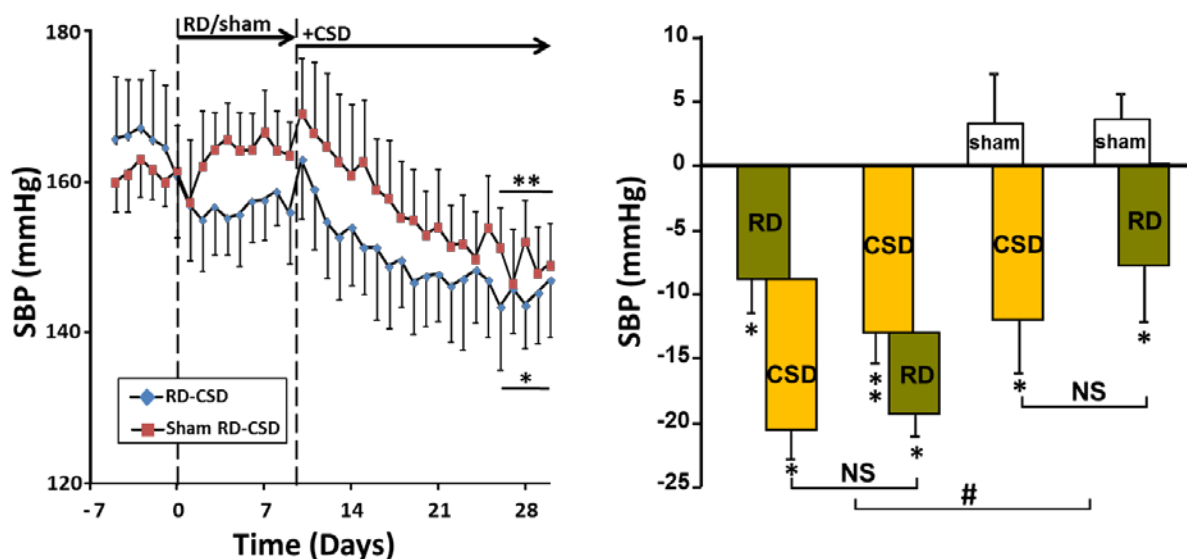 180
160
140
120
SBP (mmHg)
RD/sham
+CSD
**
*
RD-CSD
Sham RD-CSD
-7
0
7
14
21
28
Time (Days)
10
5
0
-5
-10
-15
-20
-25
SBP (mmHg)
sham
sham
RD
CSD
CSD
RD
CSD
RD
*
*
*
*
*
*
*
NS
NS
#